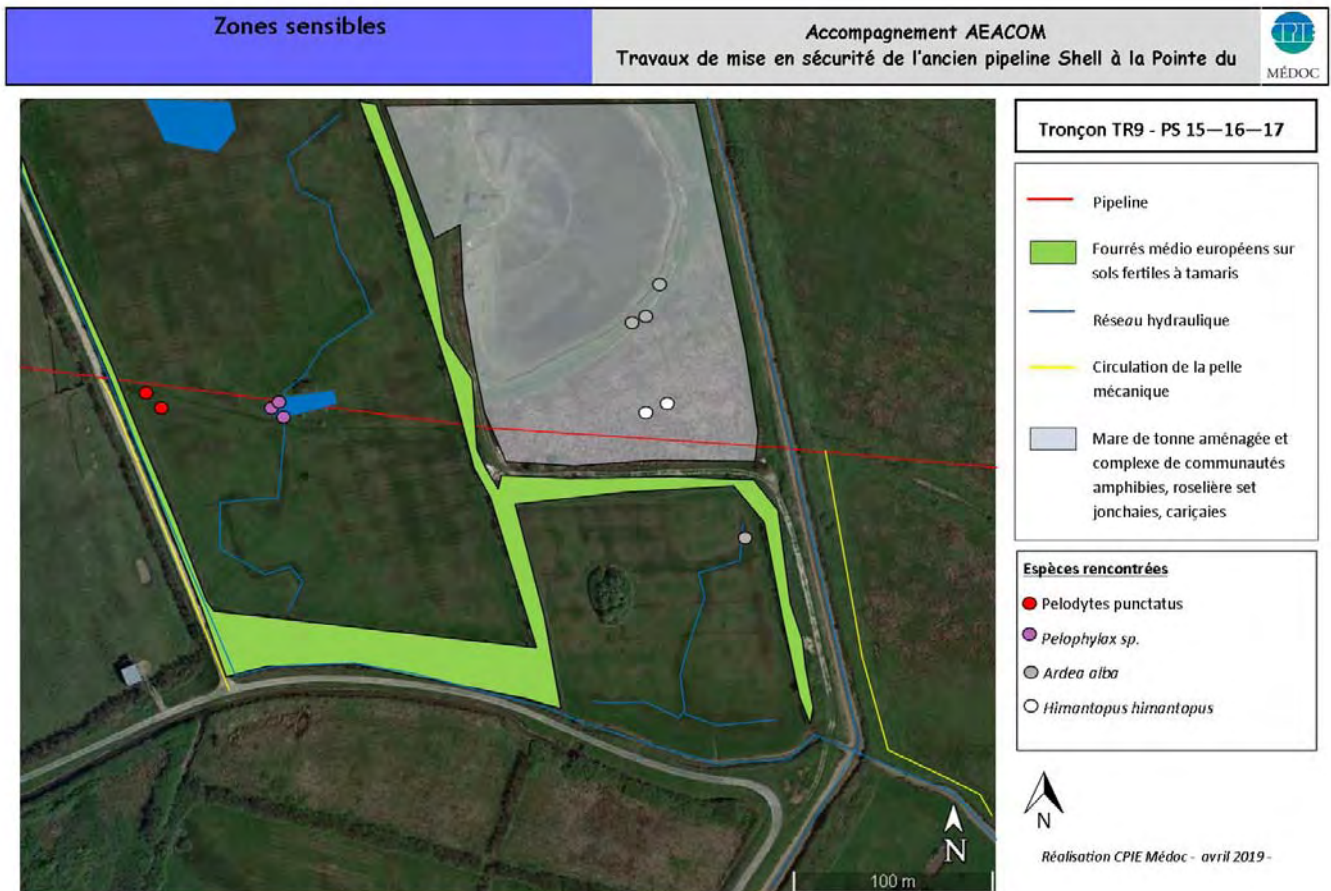 Zones sensibles
Accompagnement AEACOM
Travaux de mise en sécurité de l'ancien pipeline Shell à la Pointe du
CPIE
MÉDOC
Tronçon TR9 - PS 15—16—17
Pipeline
Fourrés médio européens sur
sols fertiles à tamaris
Réseau hydraulique
Circulation de la pelle
mécanique
Mare de tonne aménagée et
complexe de communautés
amphibies, roselière set
jonchaies, cariçaies
Espèces rencontrées
Pelodytes punctatus
Pelophylax sp.
Ardea alba
Himantopus himantopus
N
N
100 m
Réalisation CPIE Médoc - avril 2019 -